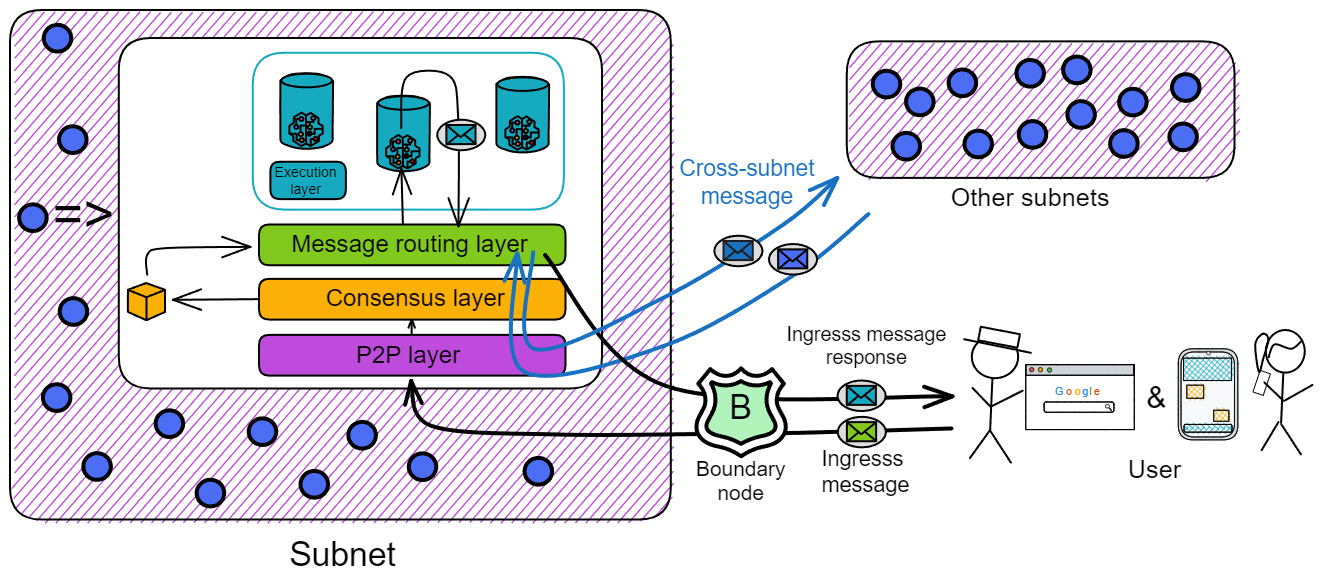 Execution
layer
=>
Message routing layer
Consensus layer
P2P layer
Subnet
Cross-subnet
message
Other subnets
Ingresss message
response
B
Boundary
node
Ingresss
message
Google
&
User